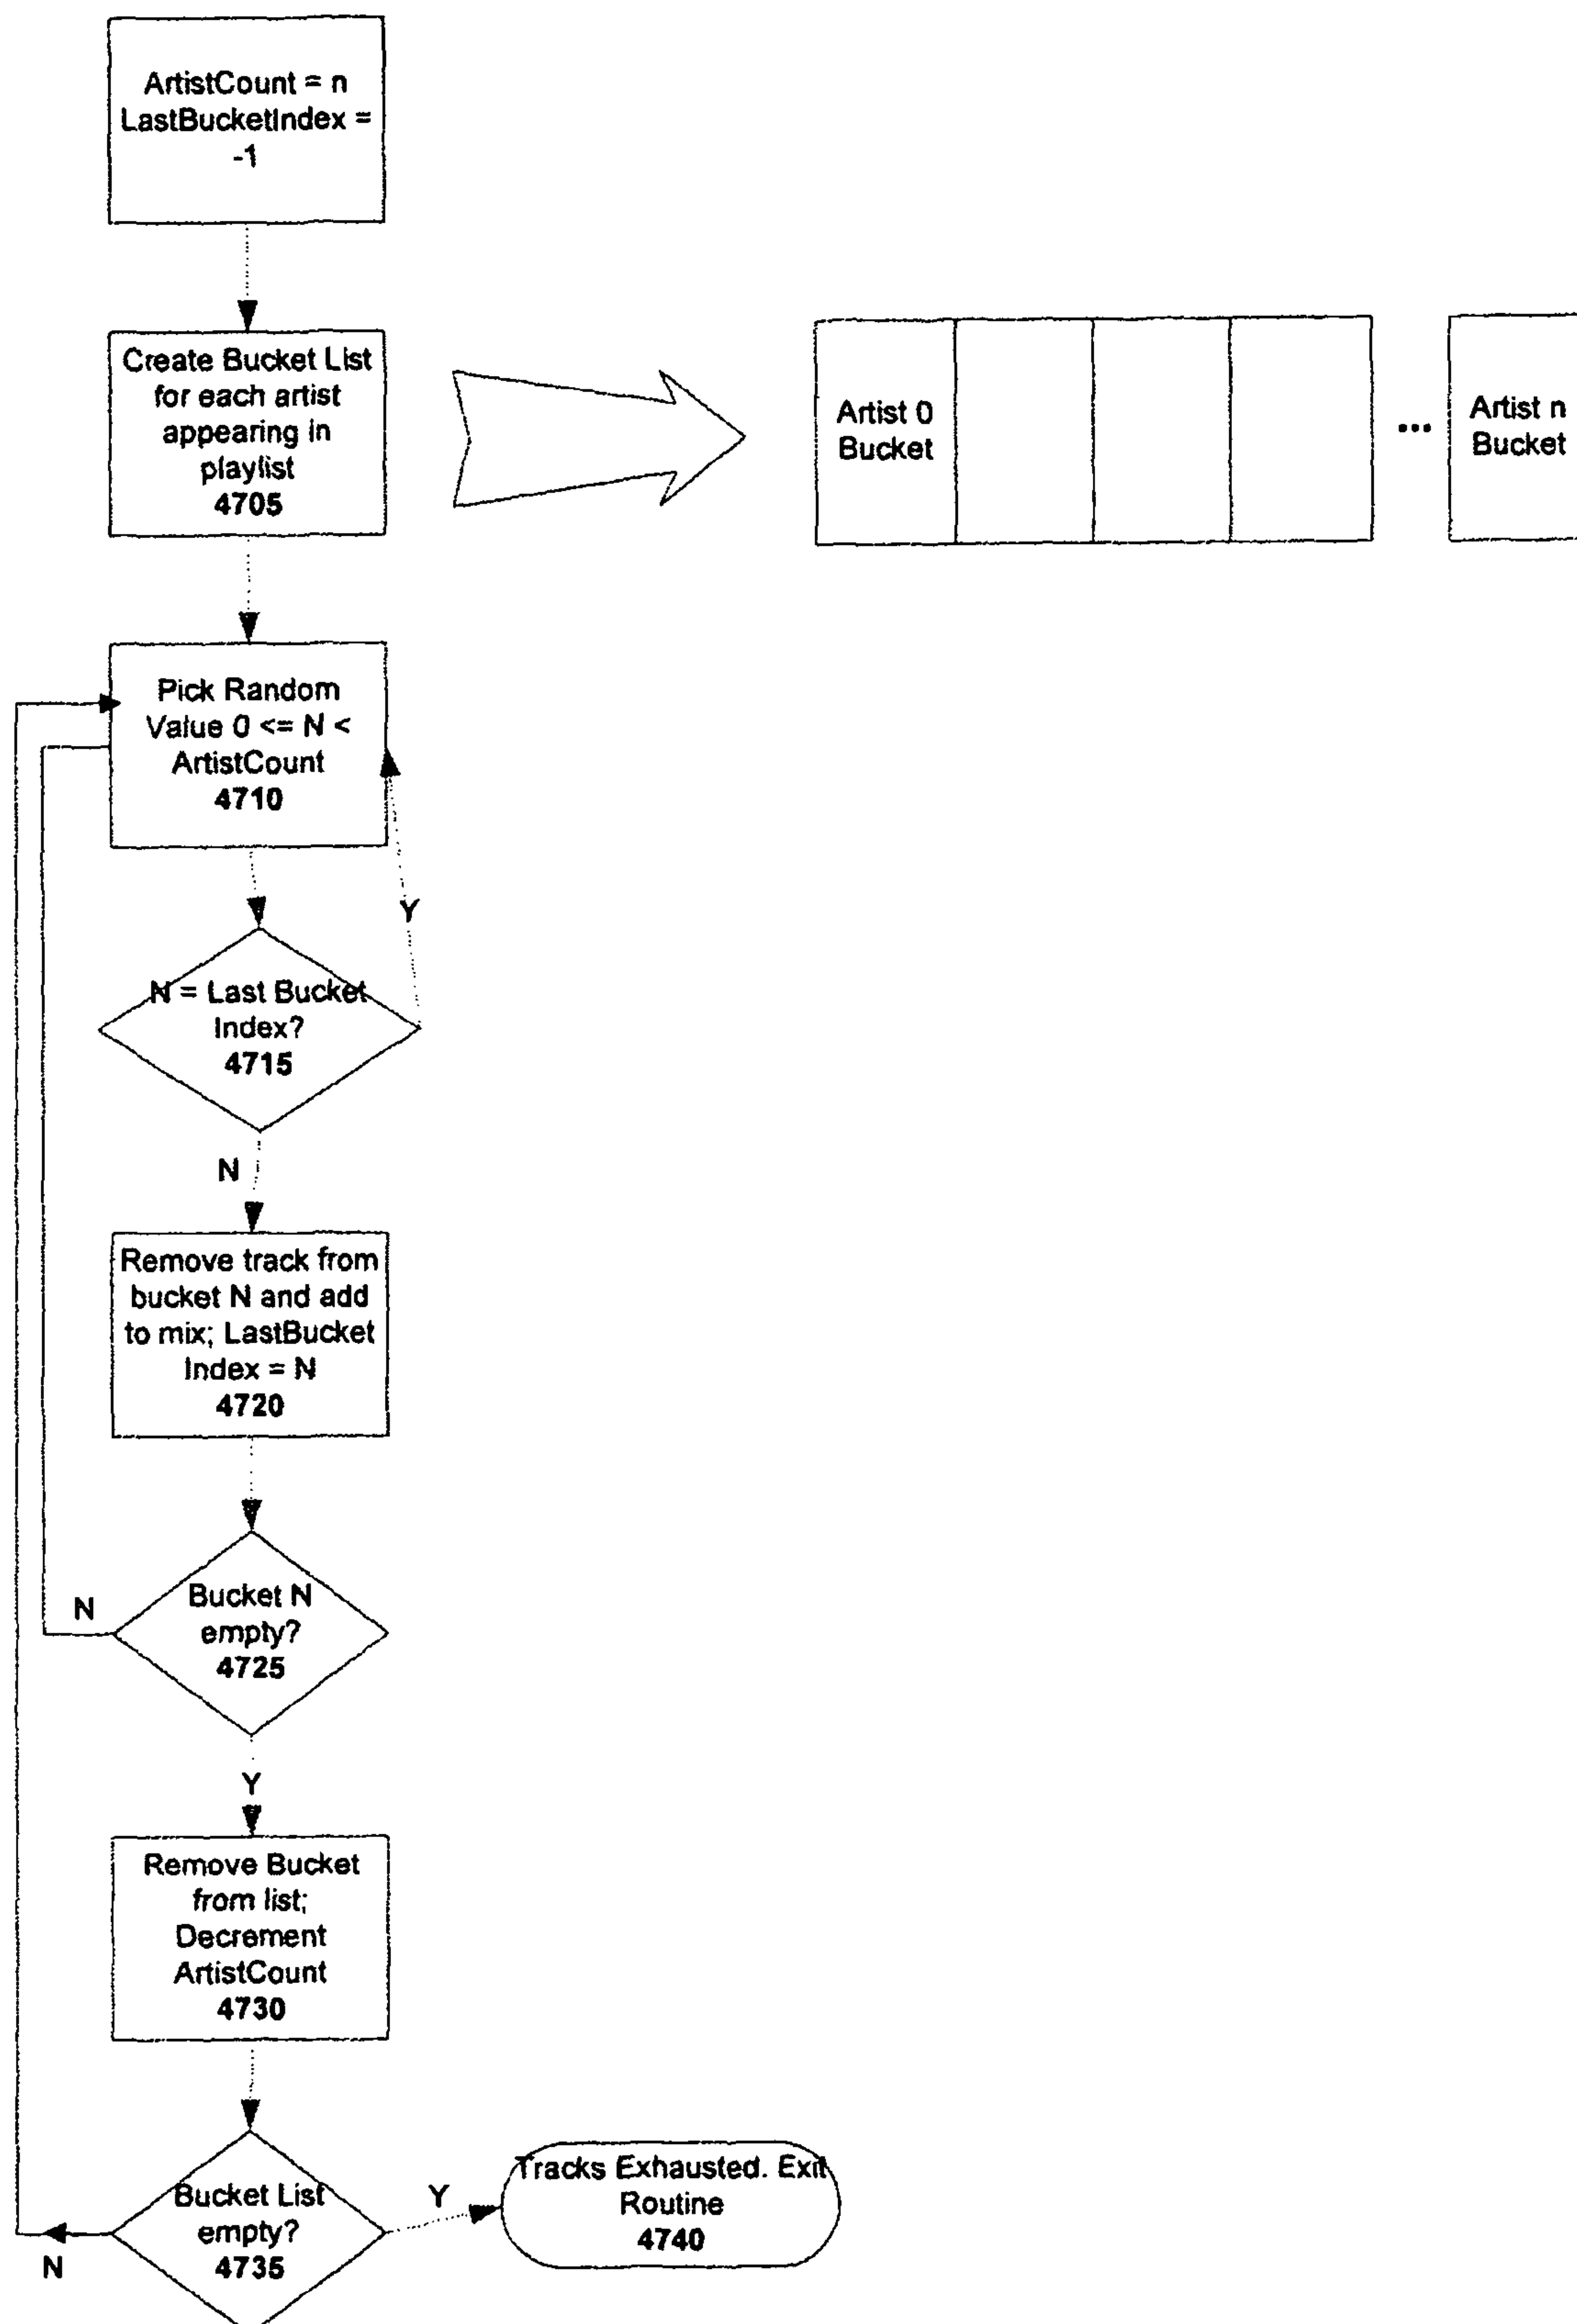 ArtistCount = n
LastBucketIndex =
-1
Create Bucket List
for each artist
appearing in
playlist
4705
Artist 0
Bucket
...
Artist n
Bucket
Pick Random
Value 0 <= N <
ArtistCount
4710
Y
N = Last Bucket
Index?
4715
N
Remove track from
bucket N and add
to mix; LastBucket
Index = N
4720
Bucket N
empty?
4725
N
Y
Remove Bucket
from list;
Decrement
ArtistCount
4730
Bucket List
empty?
4735
N
Y
Tracks Exhausted. Exit
Routine
4740